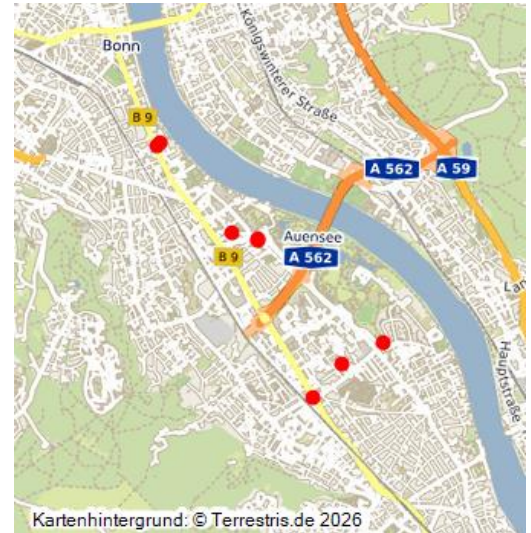 Bonn
Königswinterer Straße
B 9
A 562
A 59
Auensee
B 9
A 562
Lan
Hauptstraße
Kartenhintergrund: © Terrestris.de 2026